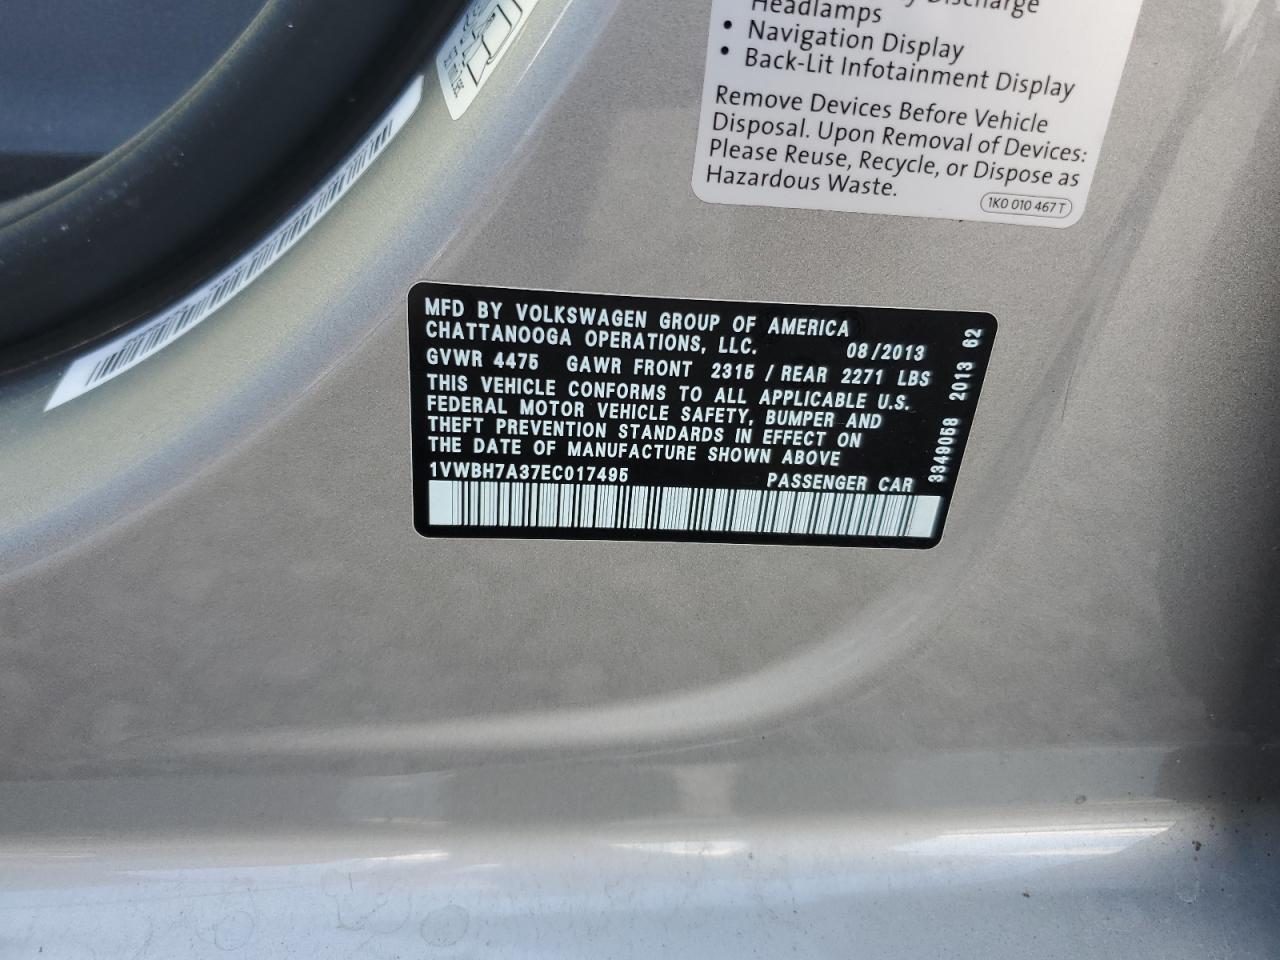 Discharge
Headlamps
• Navigation Display
• Back-Lit Infotainment Display
Remove Devices Before Vehicle
Disposal. Upon Removal of Devices:
Please Reuse, Recycle, or Dispose as
Hazardous Waste.
1K0 010 467 T
MFD BY VOLKSWAGEN GROUP OF AMERICA
CHATTANOOGA OPERATIONS, LLC.
08/2013
GVWR 4475 GAWR FRONT 2315 / REAR 2271 LBS
THIS VEHICLE CONFORMS TO ALL APPLICABLE U.S.
FEDERAL MOTOR VEHICLE SAFETY, BUMPER AND
THEFT PREVENTION STANDARDS IN EFFECT ON
THE DATE OF MANUFACTURE SHOWN ABOVE
1VWBH7A37EC017495 PASSENGER CAR
3349058 2013 62